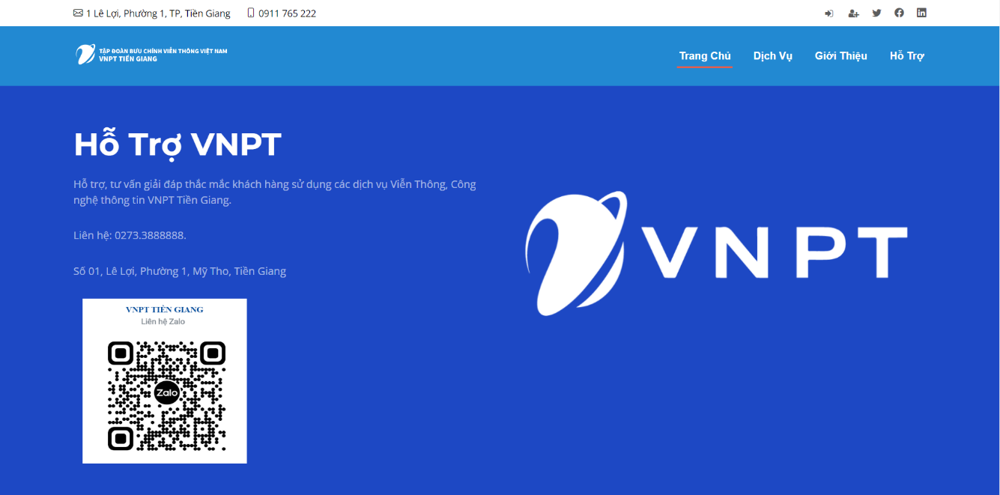 1 Lê Lợi, Phường 1, TP, Tiền Giang
0911 765 222
TẬP ĐOÀN BƯU CHÍNH VIỄN THÔNG VIỆT NAM
VNPT TIỀN GIANG
Trang Chủ
Dịch Vụ
Giới Thiệu
Hỗ Trợ
Hỗ Trợ VNPT
Hỗ trợ, tư vấn giải đáp thắc mắc khách hàng sử dụng các dịch vụ Viễn Thông, Công
nghệ thông tin VNPT Tiền Giang.
Liên hệ: 0273.3888888.
Số 01, Lê Lợi, Phường 1, Mỹ Tho, Tiền Giang
VNPT TIỀN GIANG
Liên hệ Zalo
Zalo
VNPT